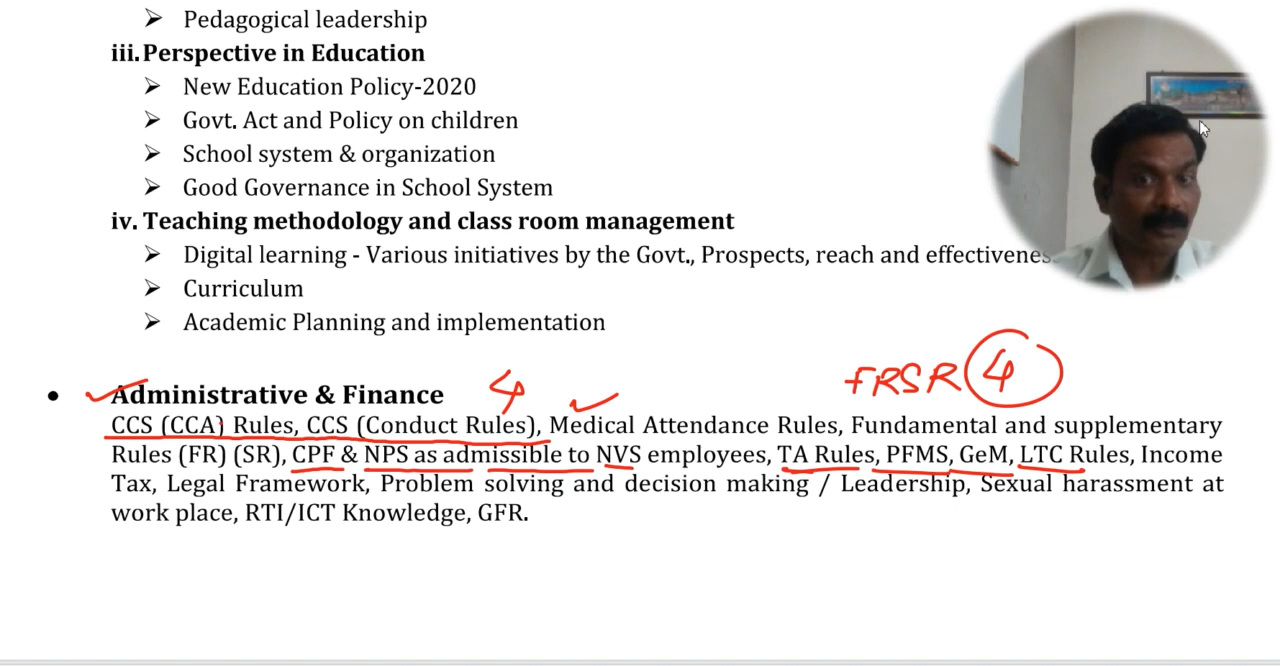 ➢ Pedagogical leadership
iii. Perspective in Education
➢ New Education Policy-2020
➢ Govt. Act and Policy on children
➢ School system & organization
➢ Good Governance in School System
iv. Teaching methodology and class room management
➢ Digital learning - Various initiatives by the Govt., Prospects, reach and effectiveness
➢ Curriculum
➢ Academic Planning and implementation
FRSR 4
• Administrative & Finance 4
CCS (CCA) Rules, CCS (Conduct Rules), Medical Attendance Rules, Fundamental and supplementary
Rules (FR) (SR), CPF & NPS as admissible to NVS employees, TA Rules, PFMS, GeM, LTC Rules, Income
Tax, Legal Framework, Problem solving and decision making / Leadership, Sexual harassment at
work place, RTI/ICT Knowledge, GFR.